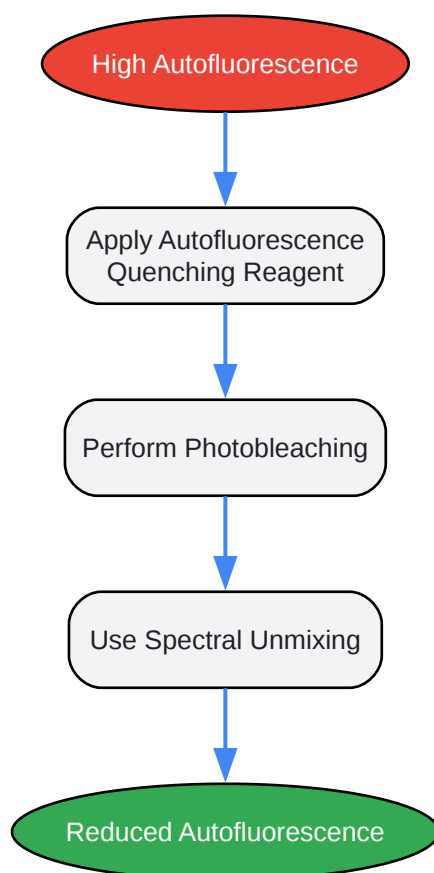 High Autofluorescence
Apply Autofluorescence
Quenching Reagent
Perform Photobleaching
Use Spectral Unmixing
Reduced Autofluorescence